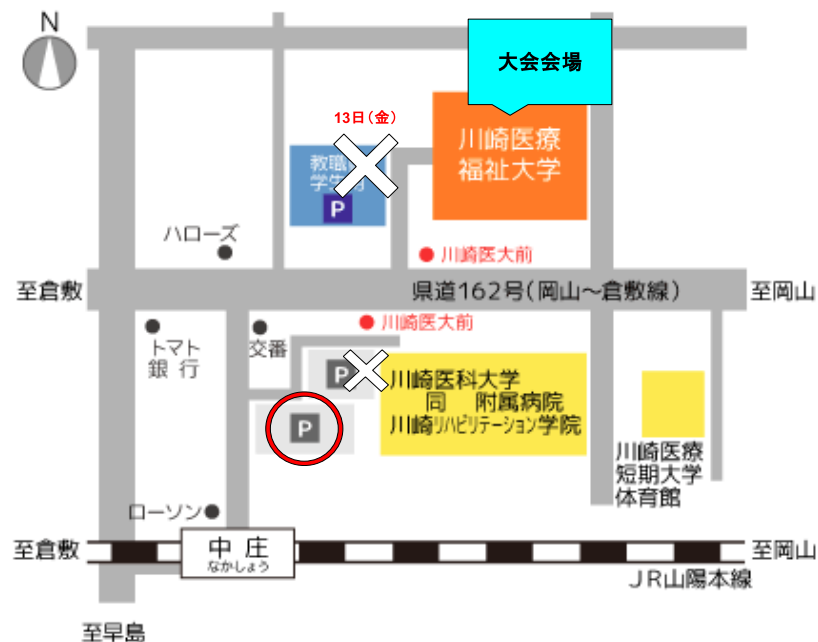 N
大会会場
13日(金)
川崎医療
福祉大学
教職
学生
P
ハローズ
川崎医大前
至倉敷
県道162号(岡山～倉敷線)
至岡山
川崎医大前
トマト
銀行
交番
P
川崎医科大学
同 附属病院
川崎リハビリテーション学院
P
川崎医療
短期大学
体育館
ローソン
至倉敷
中庄
なかしょう
至岡山
JR山陽本線
至早島